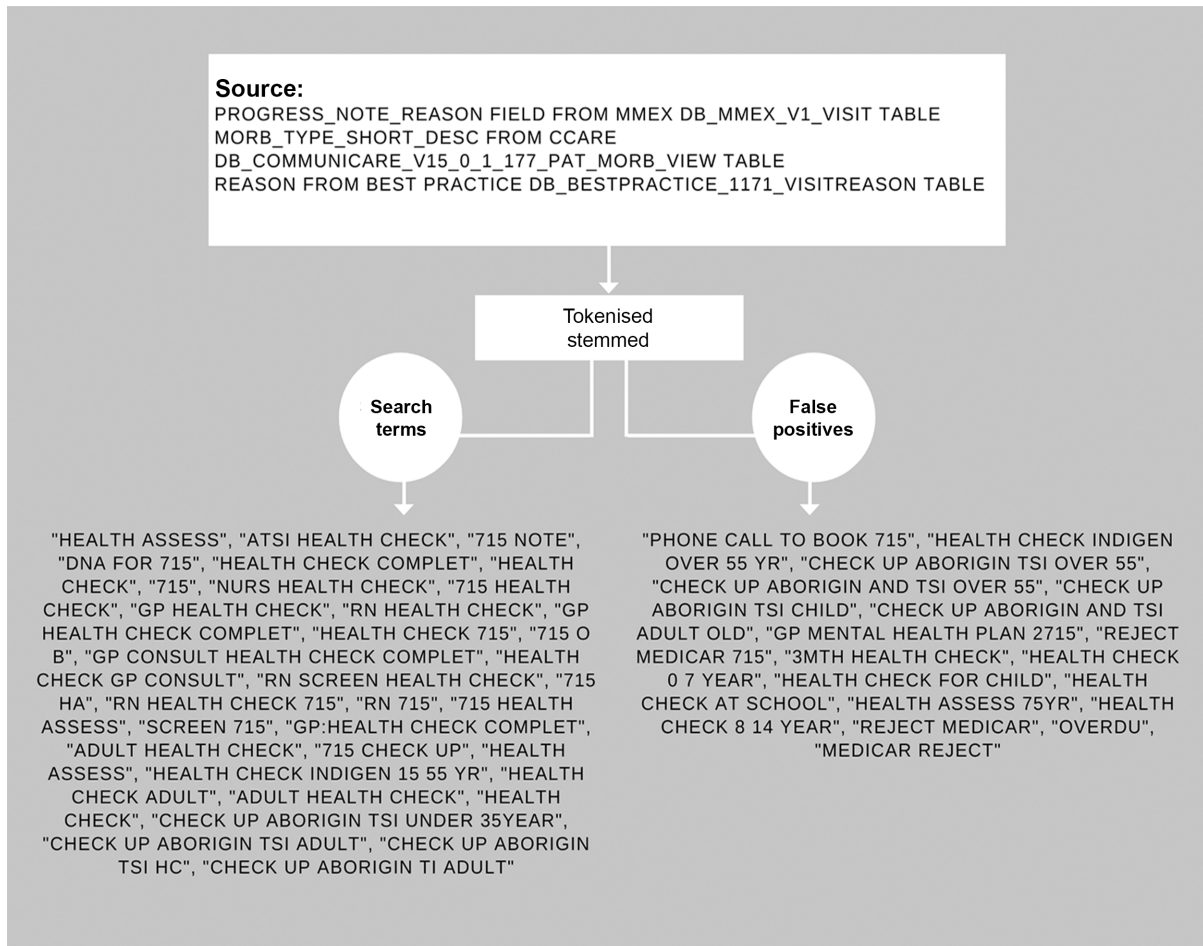 Source:
PROGRESS_NOTE_REASON FIELD FROM MMEX DB_MMEX_V1_VISIT TABLE
MORB_TYPE_SHORT_DESC FROM CCARE
DB_COMMUNICARE_V15_0_1_177_PAT_MORB_VIEW TABLE
REASON FROM BEST PRACTICE DB_BESTPRACTICE_1171_VISITREASON TABLE
Tokenised
stemmed
Search
terms
False
positives
"HEALTH ASSESS", "ATSI HEALTH CHECK", "715 NOTE",
"DNA FOR 715", "HEALTH CHECK COMPLET", "HEALTH
CHECK", "715", "NURS HEALTH CHECK", "715 HEALTH
CHECK", "GP HEALTH CHECK", "RN HEALTH CHECK", "GP
HEALTH CHECK COMPLET", "HEALTH CHECK 715", "715 O
B", "GP CONSULT HEALTH CHECK COMPLET", "HEALTH
CHECK GP CONSULT", "RN SCREEN HEALTH CHECK", "715
HA", "RN HEALTH CHECK 715", "RN 715", "715 HEALTH
ASSESS", "SCREEN 715", "GP:HEALTH CHECK COMPLET",
"ADULT HEALTH CHECK", "715 CHECK UP", "HEALTH
ASSESS", "HEALTH CHECK INDIGEN 15 55 YR", "HEALTH
CHECK ADULT", "ADULT HEALTH CHECK", "HEALTH
CHECK", "CHECK UP ABORIGIN TSI UNDER 35YEAR",
"CHECK UP ABORIGIN TSI ADULT", "CHECK UP ABORIGIN
TSI HC", "CHECK UP ABORIGIN TI ADULT"
"PHONE CALL TO BOOK 715", "HEALTH CHECK INDIGEN
OVER 55 YR", "CHECK UP ABORIGIN TSI OVER 55",
"CHECK UP ABORIGIN AND TSI OVER 55", "CHECK UP
ABORIGIN TSI CHILD", "CHECK UP ABORIGIN AND TSI
ADULT OLD", "GP MENTAL HEALTH PLAN 2715", "REJECT
MEDICAR 715", "3MTH HEALTH CHECK", "HEALTH CHECK
0 7 YEAR", "HEALTH CHECK FOR CHILD", "HEALTH
CHECK AT SCHOOL", "HEALTH ASSESS 75YR", "HEALTH
CHECK 8 14 YEAR", "REJECT MEDICAR", "OVERDU",
"MEDICAR REJECT"